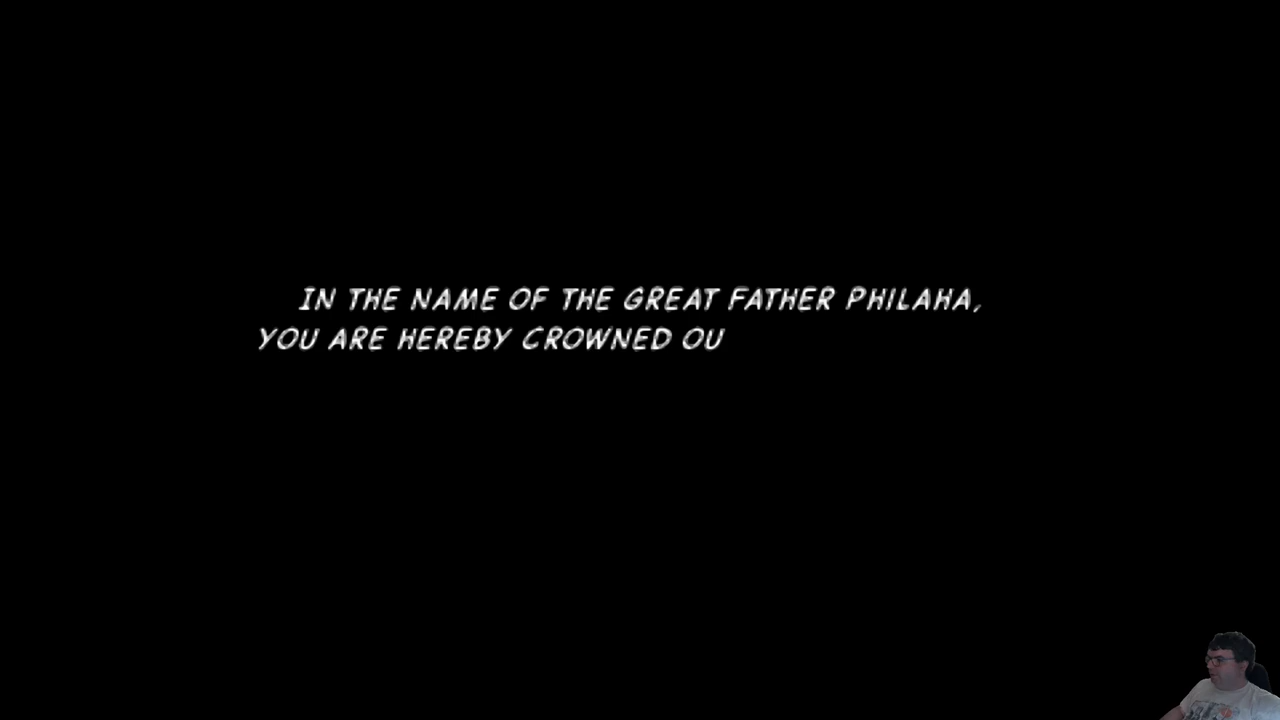 IN THE NAME OF THE GREAT FATHER PHILAHA,
YOU ARE HEREBY CROWNED OU